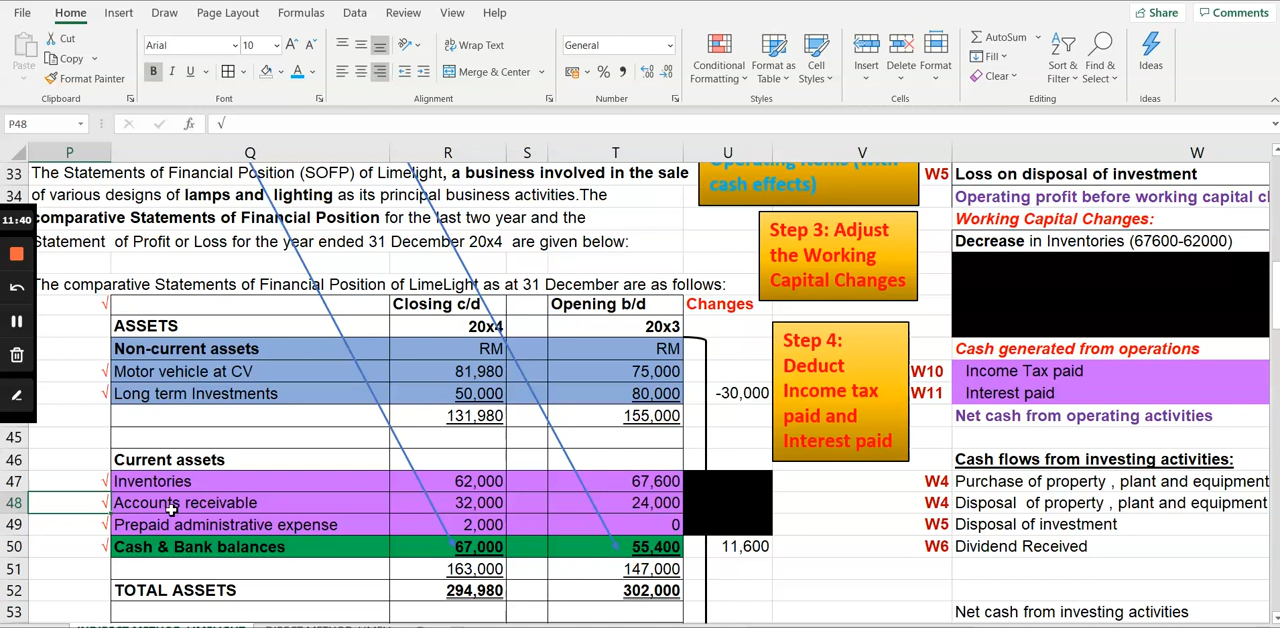 File Home Insert Draw Page Layout Formulas Data Review View Help Share Comments
Cut
Copy
Format Painter
Paste
Clipboard
Arial 10
B I U
Font
Wrap Text
Merge & Center
Alignment
General
Number
Conditional Formatting
Format as Table
Cell Styles
Styles
Insert Delete Format
Cells
AutoSum
Fill
Clear
Sort & Filter
Find & Select
Editing
Ideas
Ideas
P48 fx √
P Q R S T U V W
33 The Statements of Financial Position (SOFP) of Limelight, a business involved in the sale
34 of various designs of lamps and lighting as its principal business activities.The
comparative Statements of Financial Position for the last two year and the
Statement of Profit or Loss for the year ended 31 December 20x4 are given below:
11:40
The comparative Statements of Financial Position of LimeLight as at 31 December are as follows:
√ Closing c/d Opening b/d Changes
ASSETS 20x4 20x3
Non-current assets RM RM
√ Motor vehicle at CV 81,980 75,000
√ Long term Investments 50,000 80,000 -30,000
131,980 155,000
45
46 Current assets
47 √ Inventories 62,000 67,600
48 √ Accounts receivable 32,000 24,000
49 √ Prepaid administrative expense 2,000 0
50 √ Cash & Bank balances 67,000 55,400 11,600
51 163,000 147,000
52 TOTAL ASSETS 294,980 302,000
53
cash effects)
Step 3: Adjust
the Working
Capital Changes
Step 4:
Deduct
Income tax
paid and
Interest paid
W5 Loss on disposal of investment
Operating profit before working capital
Working Capital Changes:
Decrease in Inventories (67600-62000)
Cash generated from operations
W10 Income Tax paid
W11 Interest paid
Net cash from operating activities
Cash flows from investing activities:
W4 Purchase of property , plant and equipment
W4 Disposal of property , plant and equipment
W5 Disposal of investment
W6 Dividend Received
Net cash from investing activities